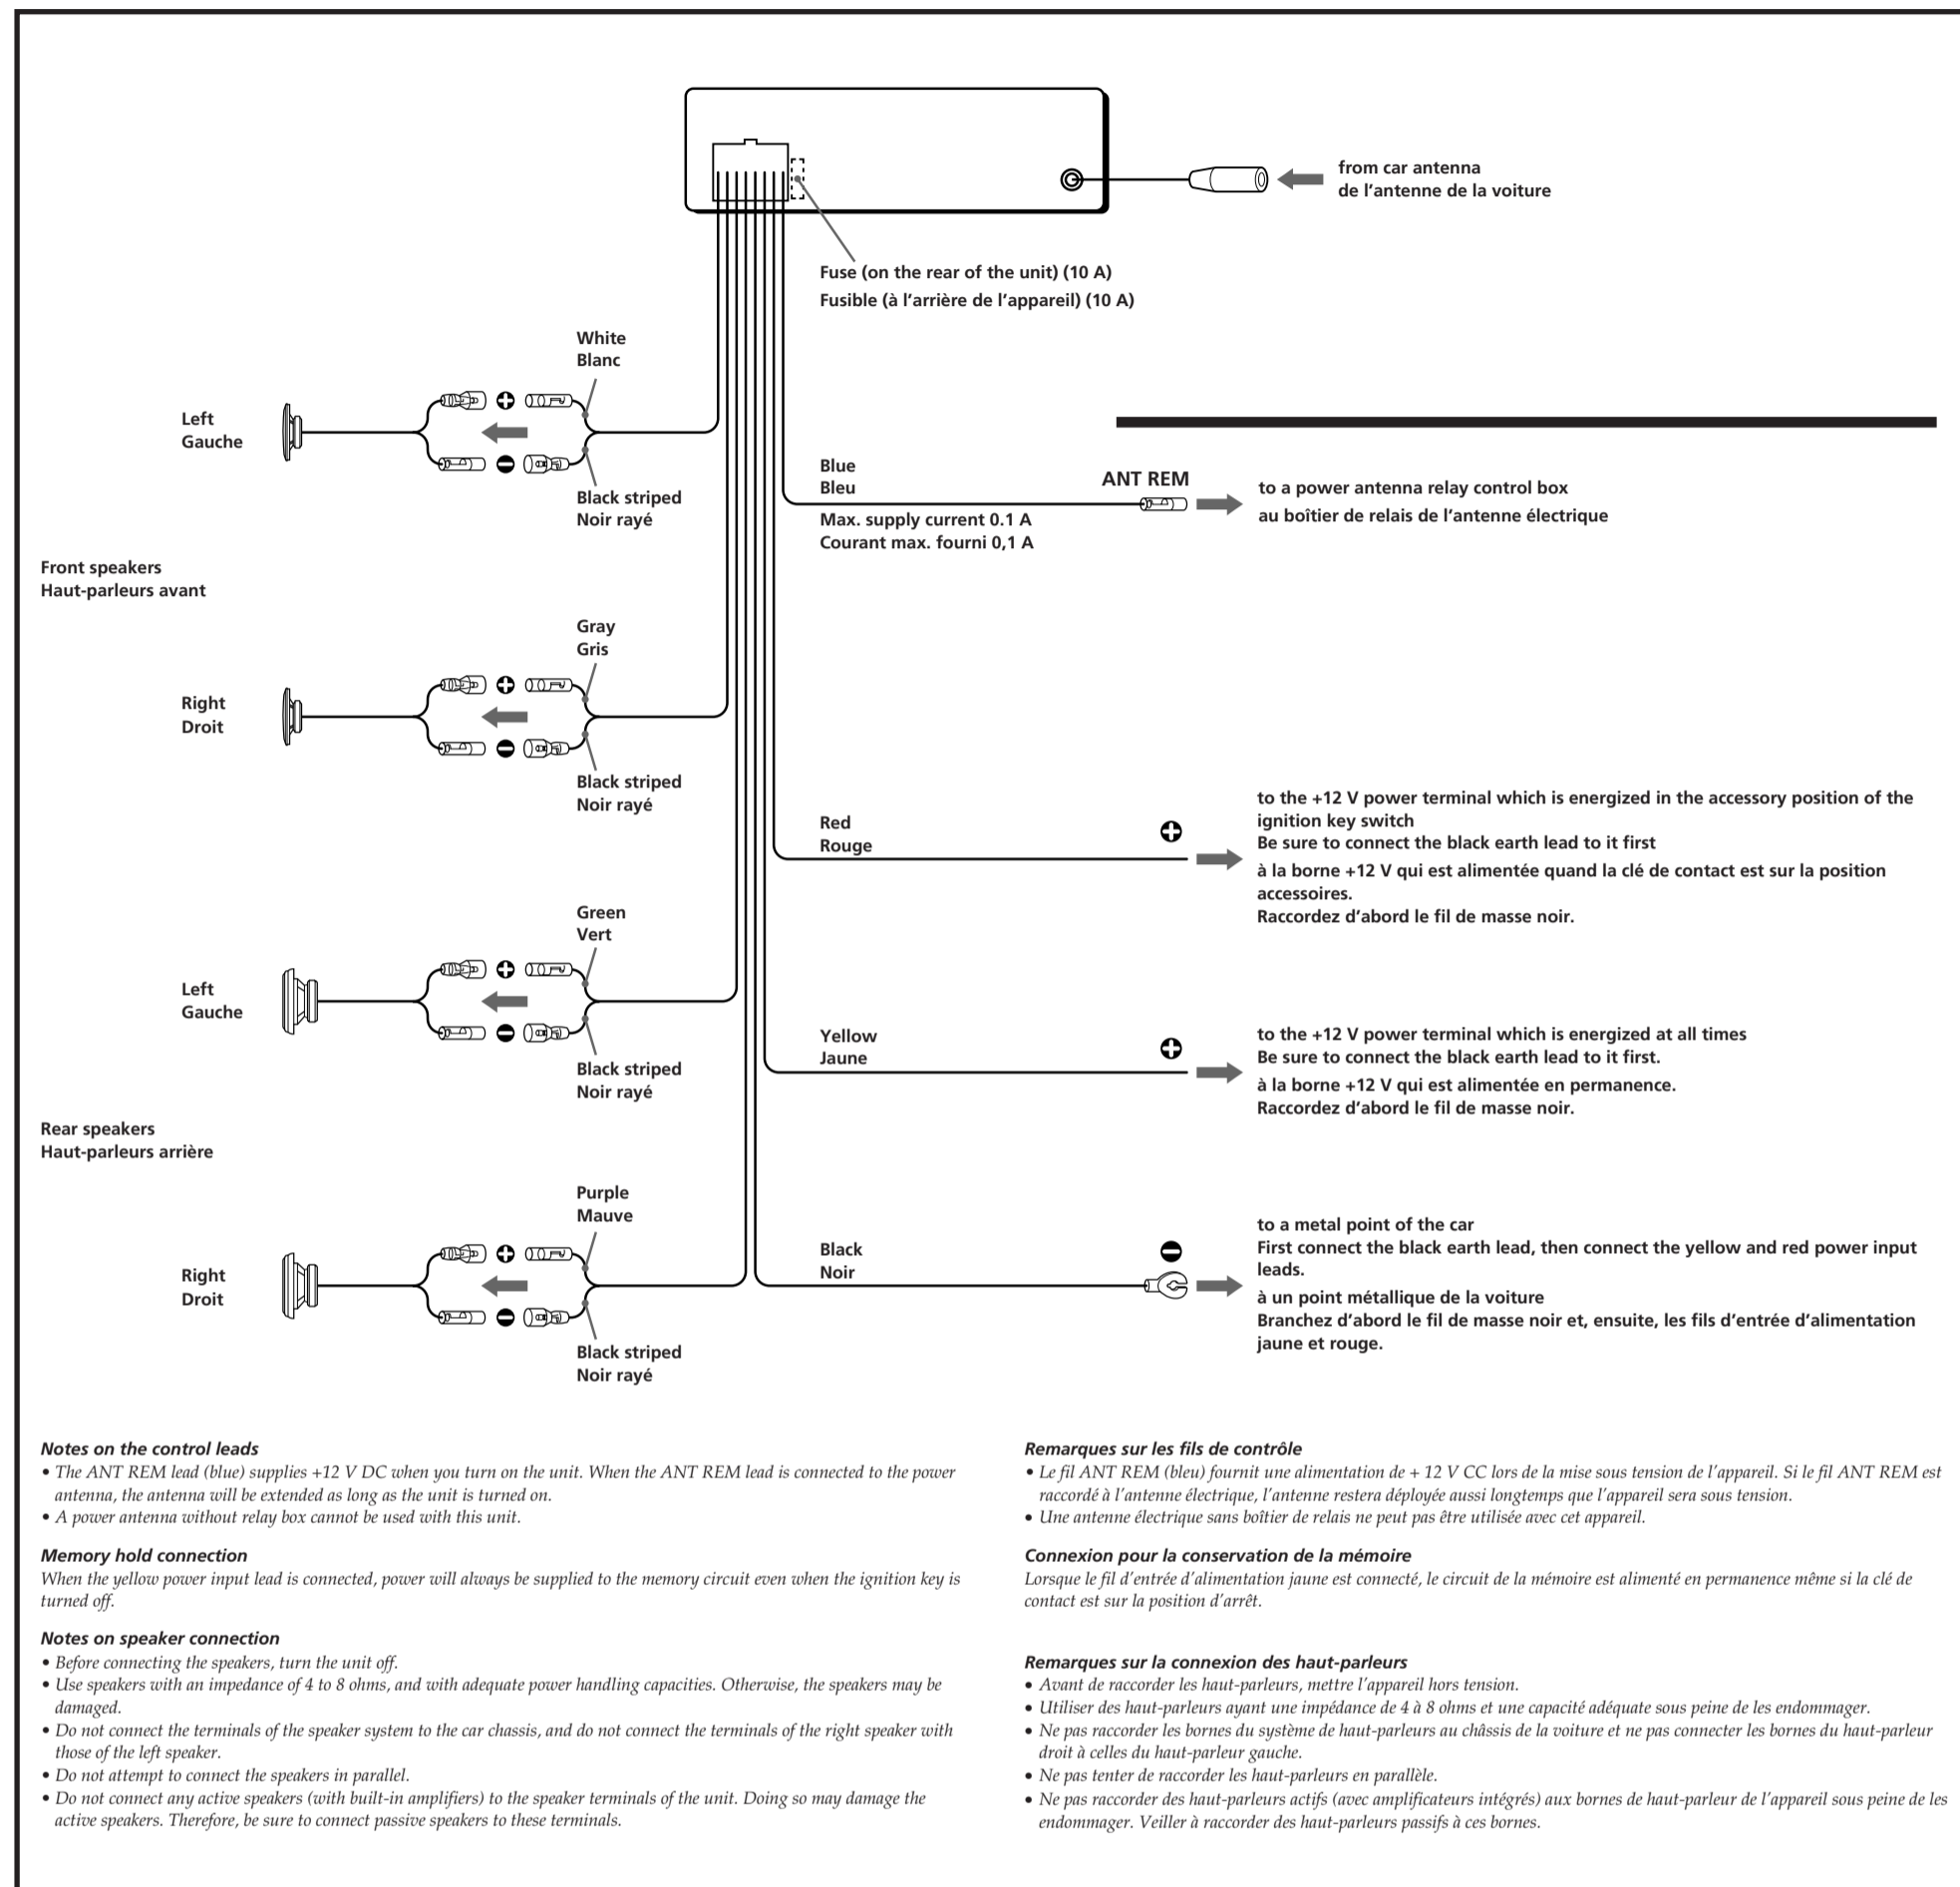 from car antenna
de l'antenne de la voiture
Fuse (on the rear of the unit) (10 A)
Fusible (à l'arrière de l'appareil) (10 A)
White
Blanc
Left
Gauche
Black striped
Noir rayé
Blue
Bleu
ANT REM
Max. supply current 0.1 A
Courant max. fourni 0,1 A
to a power antenna relay control box
au boîtier de relais de l'antenne électrique
Front speakers
Haut-parleurs avant
Gray
Gris
Right
Droit
Black striped
Noir rayé
Red
Rouge
to the +12 V power terminal which is energized in the accessory position of the
ignition key switch
Be sure to connect the black earth lead to it first
à la borne +12 V qui est alimentée quand la clé de contact est sur la position
accessoires.
Raccordez d'abord le fil de masse noir.
Green
Vert
Left
Gauche
Black striped
Noir rayé
Yellow
Jaune
to the +12 V power terminal which is energized at all times
Be sure to connect the black earth lead to it first.
à la borne +12 V qui est alimentée en permanence.
Raccordez d'abord le fil de masse noir.
Rear speakers
Haut-parleurs arrière
Purple
Mauve
Right
Droit
Black striped
Noir rayé
Black
Noir
to a metal point of the car
First connect the black earth lead, then connect the yellow and red power input
leads.
à un point métallique de la voiture
Branchez d'abord le fil de masse noir et, ensuite, les fils d'entrée d'alimentation
jaune et rouge.
Notes on the control leads
• The ANT REM lead (blue) supplies +12 V DC when you turn on the unit. When the ANT REM lead is connected to the power
antenna, the antenna will be extended as long as the unit is turned on.
• A power antenna without relay box cannot be used with this unit.
Memory hold connection
When the yellow power input lead is connected, power will always be supplied to the memory circuit even when the ignition key is
turned off.
Notes on speaker connection
• Before connecting the speakers, turn the unit off.
• Use speakers with an impedance of 4 to 8 ohms, and with adequate power handling capacities. Otherwise, the speakers may be
damaged.
• Do not connect the terminals of the speaker system to the car chassis, and do not connect the terminals of the right speaker with
those of the left speaker.
• Do not attempt to connect the speakers in parallel.
• Do not connect any active speakers (with built-in amplifiers) to the speaker terminals of the unit. Doing so may damage the
active speakers. Therefore, be sure to connect passive speakers to these terminals.
Remarques sur les fils de contrôle
• Le fil ANT REM (bleu) fournit une alimentation de + 12 V CC lors de la mise sous tension de l'appareil. Si le fil ANT REM est
raccordé à l'antenne électrique, l'antenne restera déployée aussi longtemps que l'appareil sera sous tension.
• Une antenne électrique sans boîtier de relais ne peut pas être utilisée avec cet appareil.
Connexion pour la conservation de la mémoire
Lorsque le fil d'entrée d'alimentation jaune est connecté, le circuit de la mémoire est alimenté en permanence même si la clé de
contact est sur la position d'arrêt.
Remarques sur la connexion des haut-parleurs
• Avant de raccorder les haut-parleurs, mettre l'appareil hors tension.
• Utiliser des haut-parleurs ayant une impédance de 4 à 8 ohms et une capacité adéquate sous peine de les endommager.
• Ne pas raccorder les bornes du système de haut-parleurs au châssis de la voiture et ne pas connecter les bornes du haut-parleur
droit à celles du haut-parleur gauche.
• Ne pas tenter de raccorder les haut-parleurs en parallèle.
• Ne pas raccorder des haut-parleurs actifs (avec amplificateurs intégrés) aux bornes de haut-parleur de l'appareil sous peine de les
endommager. Veiller à raccorder des haut-parleurs passifs à ces bornes.